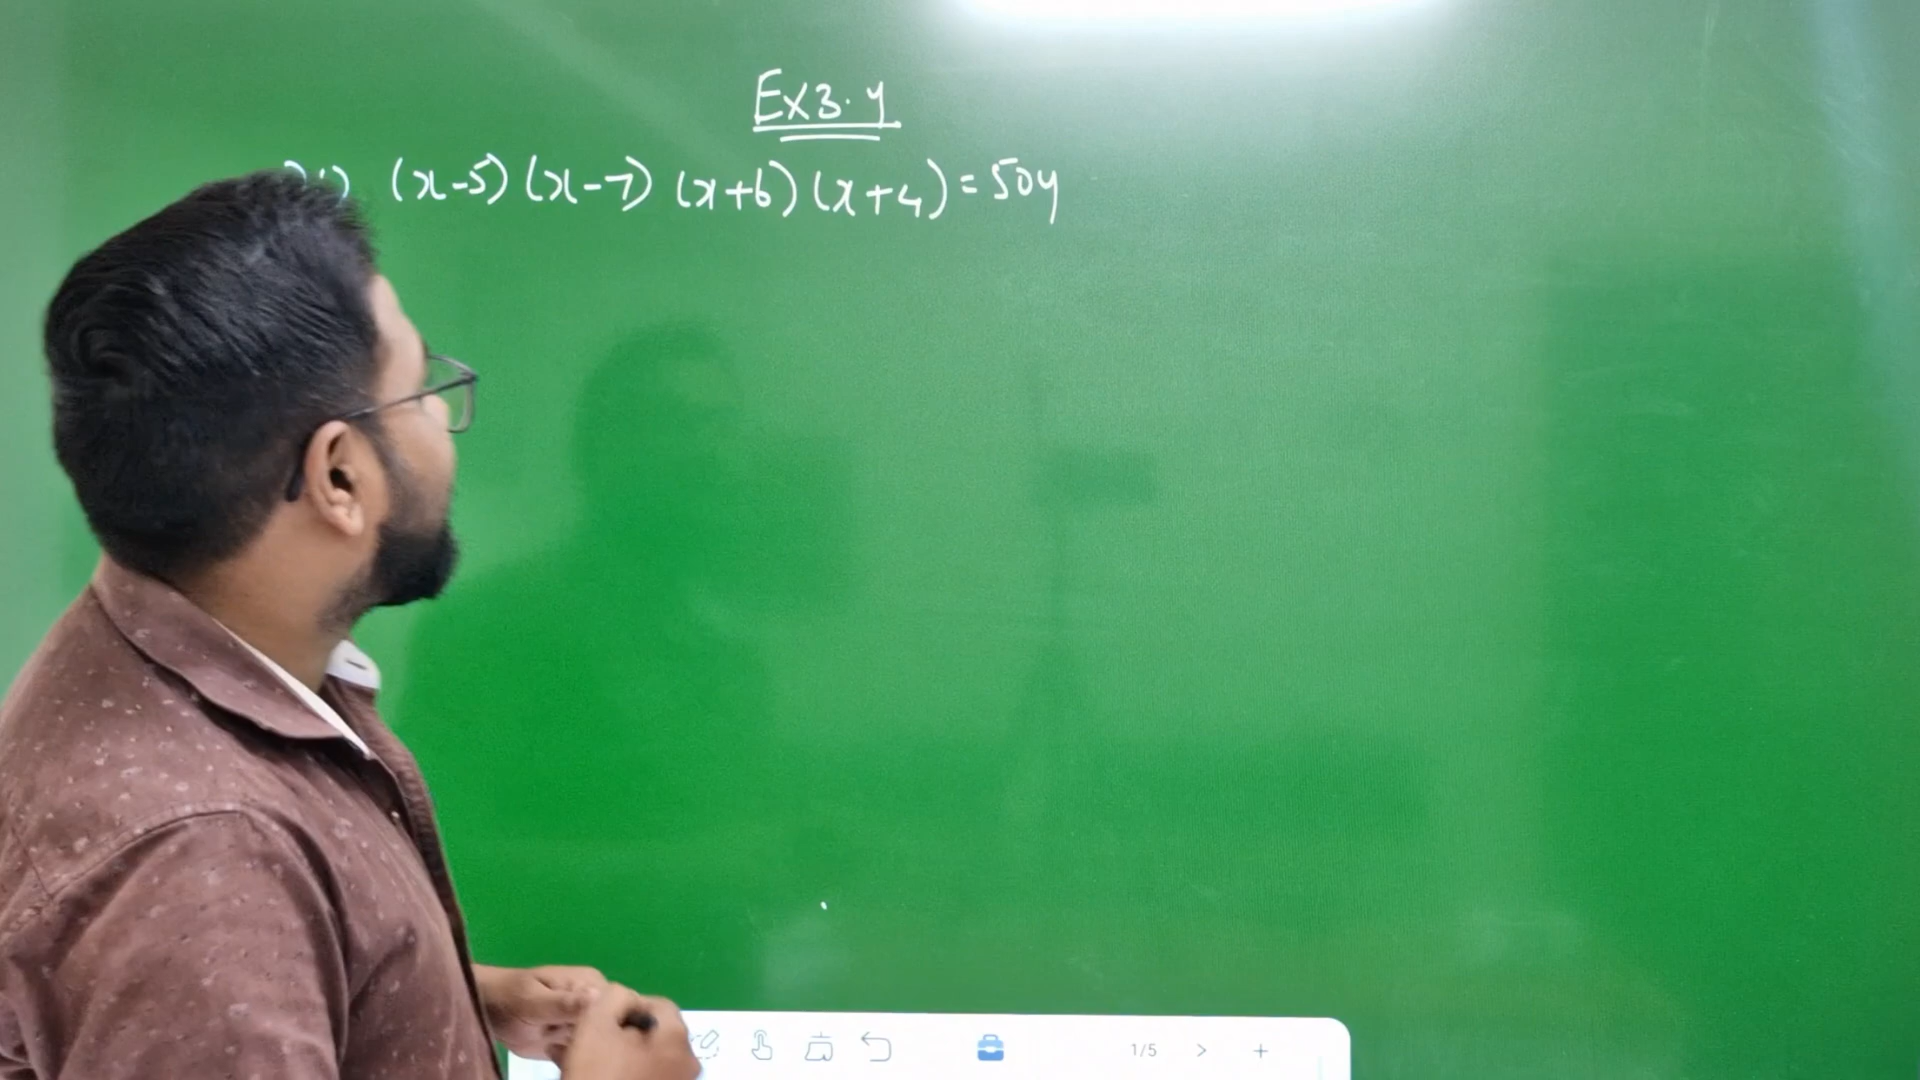 Ex3.4
(x-5) (x-7) (x+6) (x+4) = 504
1/5